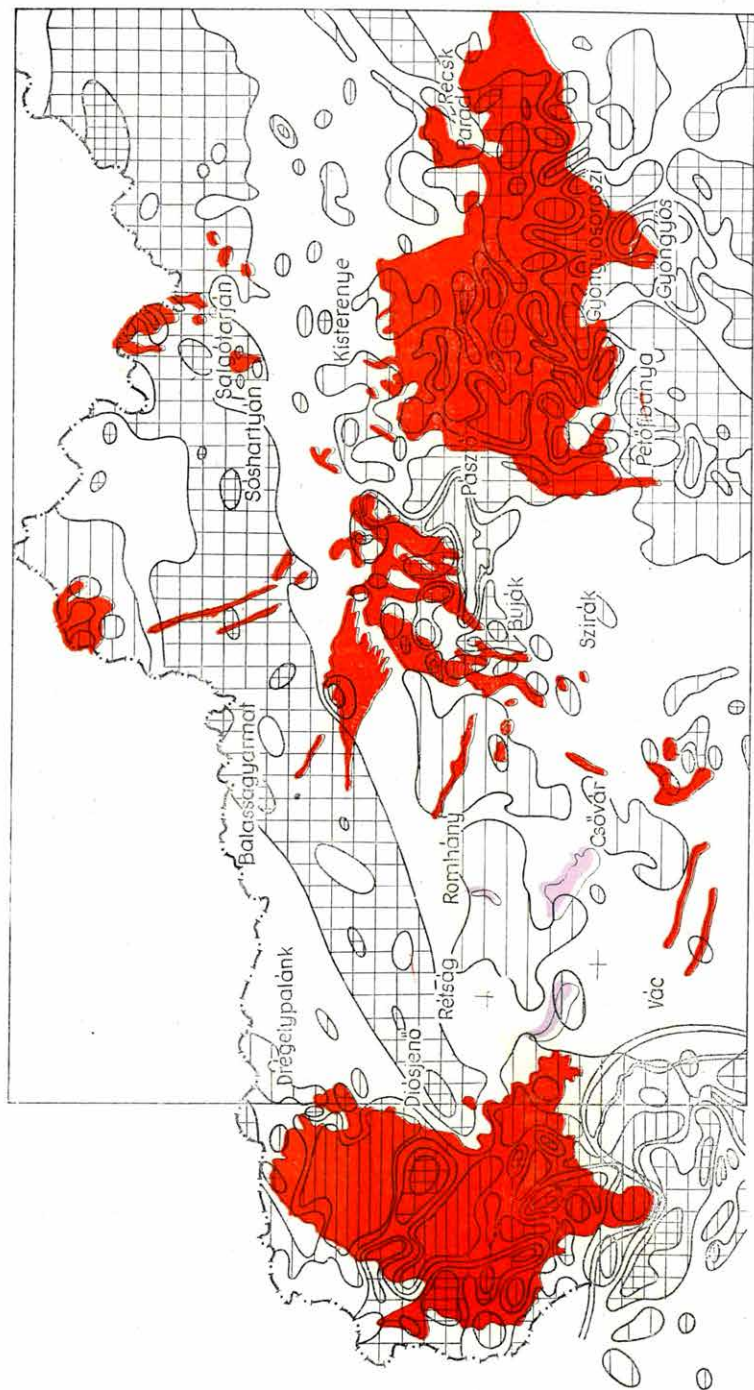 Salgótarján
Balassagyarmat
Sóshartyán
Drégelypalánk
Kisterenye
Diósjenő
Rétság
Romhány
Recsk
Parád
Pásztó
Buják
Szirák
Csővár
Gyöngyösoroszi
Petőfibánya
Vác
Gyöngyös